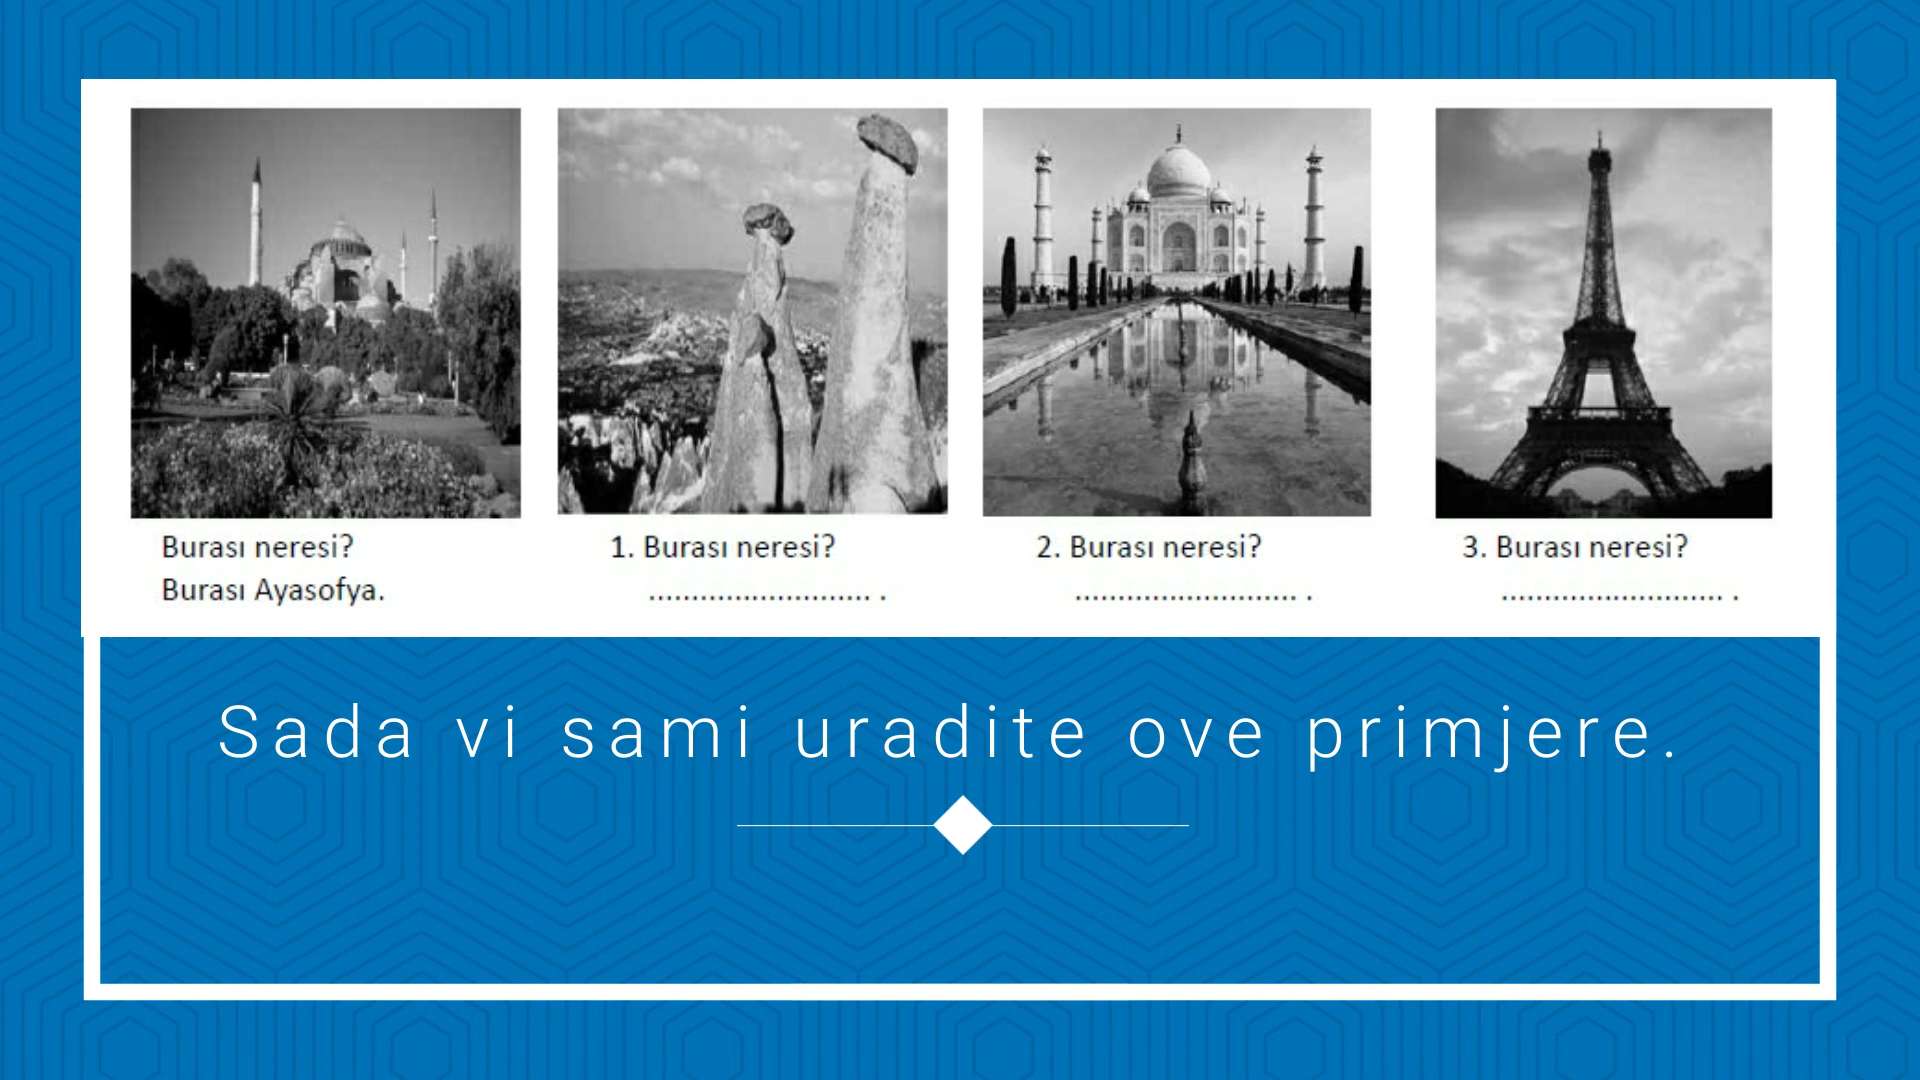 Burası neresi?
Burası Ayasofya.
1. Burası neresi?
.......................... .
2. Burası neresi?
.......................... .
3. Burası neresi?
.......................... .
Sada vi sami uradite ove primjere.